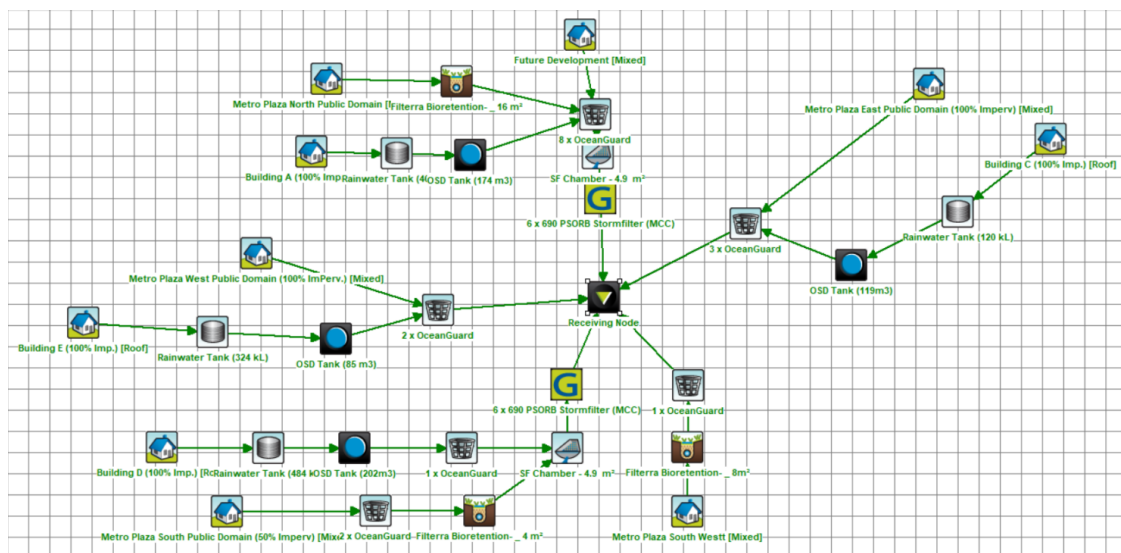 Future Development [Mixed]
Metro Plaza North Public Domain
Filterra Bioretention- _ 16 m²
Metro Plaza East Public Domain (100% Imperv) [Mixed]
8 x OceanGuard
Building A (100% Imp.
Rainwater Tank
OSD Tank (174 m3)
SF Chamber - 4.9 m²
Building C (100% Imp.) [Roof]
G
6 x 690 PSORB Stormfilter (MCC)
Rainwater Tank (120 kL)
3 x OceanGuard
Metro Plaza West Public Domain (100% ImPerv.) [Mixed]
OSD Tank (119m3)
Receiving Node
2 x OceanGuard
Building E (100% Imp.) [Roof]
Rainwater Tank (324 kL)
OSD Tank (85 m3)
G
6 x 690 PSORB Stormfilter (MCC)
1 x OceanGuard
Building D (100% Imp.)
Rainwater Tank (484
OSD Tank (202m3)
1 x OceanGuard
SF Chamber - 4.9 m²
Filterra Bioretention- _ 8m²
Metro Plaza South Public Domain (50% Imperv)
2 x OceanGuard
Filterra Bioretention- _ 4 m²
Metro Plaza South Westt [Mixed]